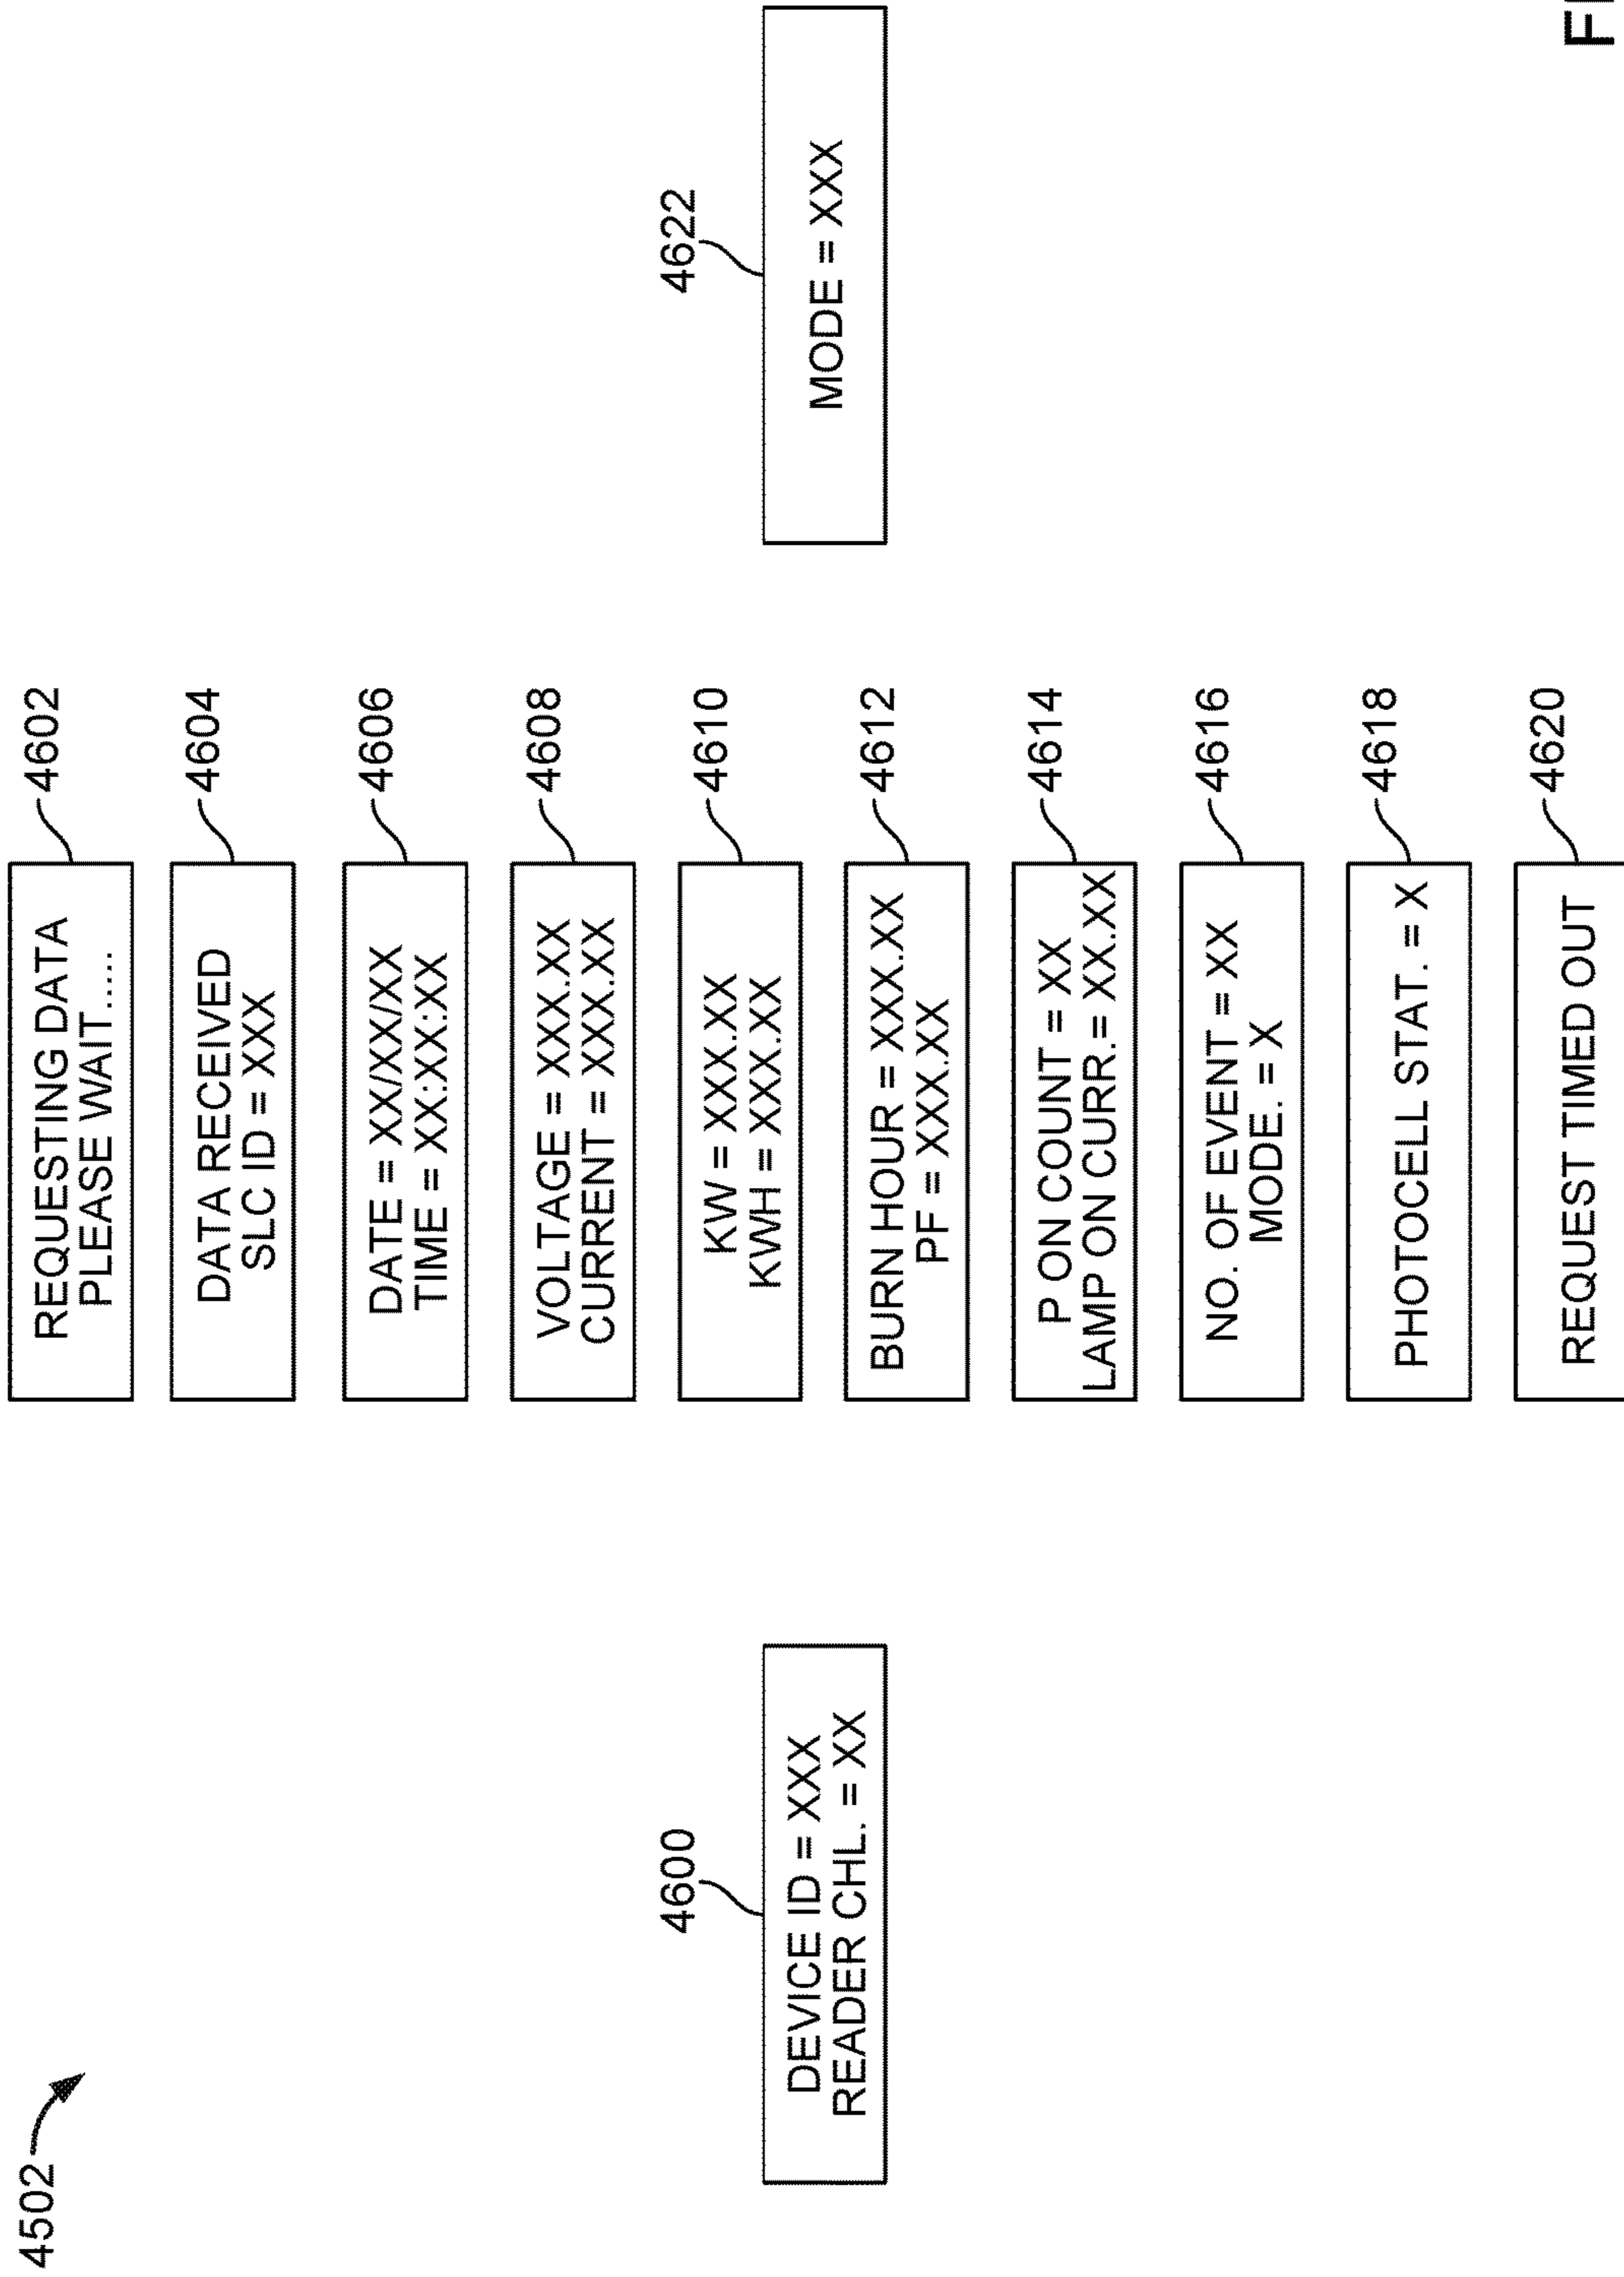 4502
4600
DEVICE ID = XXX
READER CHL. = XX
REQUESTING DATA
PLEASE WAIT.....
4602
DATA RECEIVED
SLC ID = XXX
4604
DATE = XX/XX/XX
TIME = XX:XX:XX
4606
VOLTAGE = XXX.XX
CURRENT = XXX.XX
4608
KW = XXX.XX
KWH = XXX.XX
4610
BURN HOUR = XXX.XX
PF = XXX.XX
4612
P ON COUNT = XX
LAMP ON CURR.= XX.XX
4614
NO. OF EVENT = XX
MODE. = X
4616
PHOTOCELL STAT. = X
4618
REQUEST TIMED OUT
4620
4622
MODE = XXX